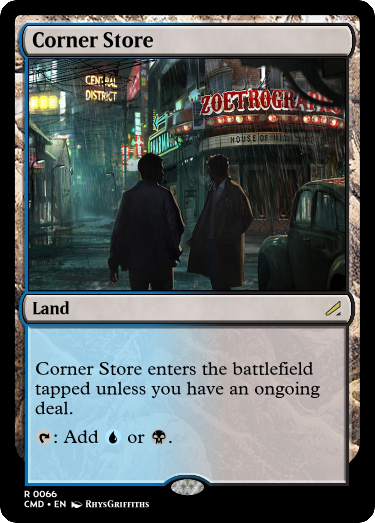 Corner Store
CENTRAL
DISTRICT
ZOETROGRAPH
HOUSE OF
Land
Corner Store enters the battlefield
tapped unless you have an ongoing
deal.
: Add or .
R 0066
CMD • EN RHYSGRIFFITHS